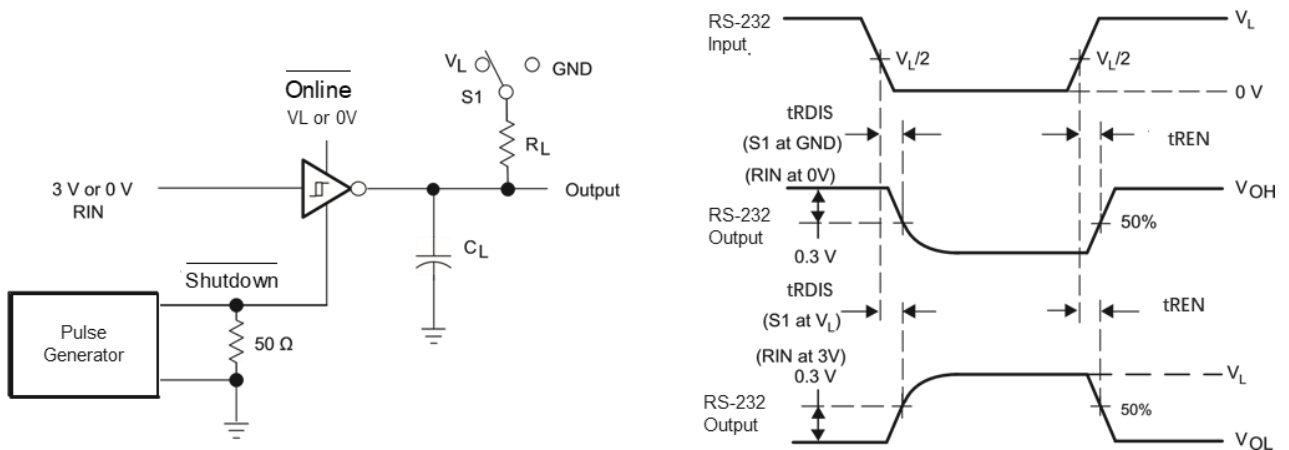 Online
VL or 0V
3 V or 0 V
RIN
Shutdown
Pulse
Generator
50 Ω
VL
GND
S1
RL
Output
CL
RS-232
Input
VL
VL/2
VL/2
0 V
tRDIS
(S1 at GND)
tREN
(RIN at 0V)
VOH
RS-232
Output
50%
0.3 V
tRDIS
(S1 at VL)
tREN
(RIN at 3V)
0.3 V
VL
RS-232
Output
50%
VOL